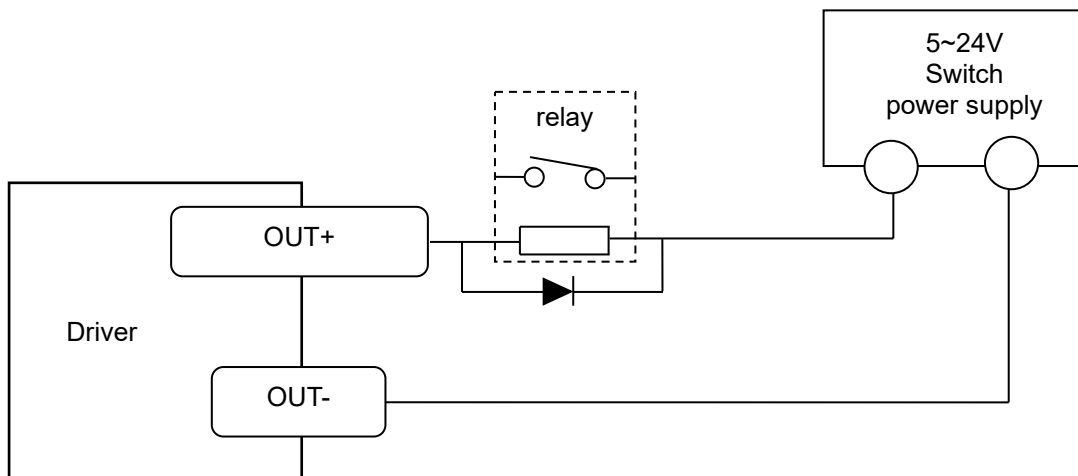 5~24V
Switch
power supply
relay
OUT+
Driver
OUT-